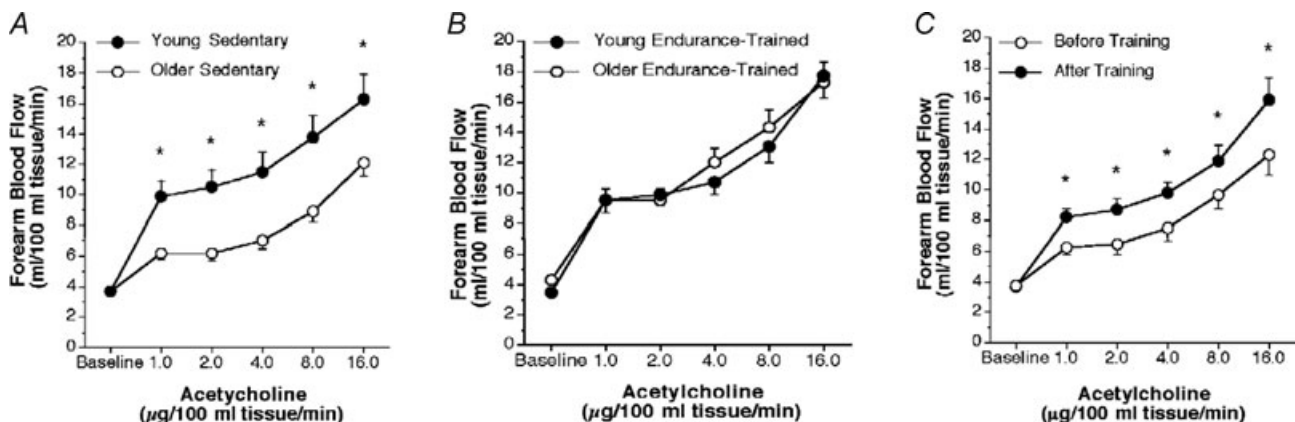 A
Young Sedentary
Older Sedentary
20
18
16
14
12
10
8
6
4
2
0
Forearm Blood Flow
(ml/100 ml tissue/min)
*
*
*
*
*
Baseline 1.0 2.0 4.0 8.0 16.0
Acetycholine
(µg/100 ml tissue/min)
B
Young Endurance-Trained
Older Endurance-Trained
20
18
16
14
12
10
8
6
4
2
0
Forearm Blood Flow
(ml/100 ml tissue/min)
Baseline 1.0 2.0 4.0 8.0 16.0
Acetylcholine
(µg/100 ml tissue/min)
C
Before Training
After Training
20
18
16
14
12
10
8
6
4
2
0
Forearm Blood Flow
(ml/100 ml tissue/min)
*
*
*
*
*
Baseline 1.0 2.0 4.0 8.0 16.0
Acetylcholine
(µg/100 ml tissue/min)